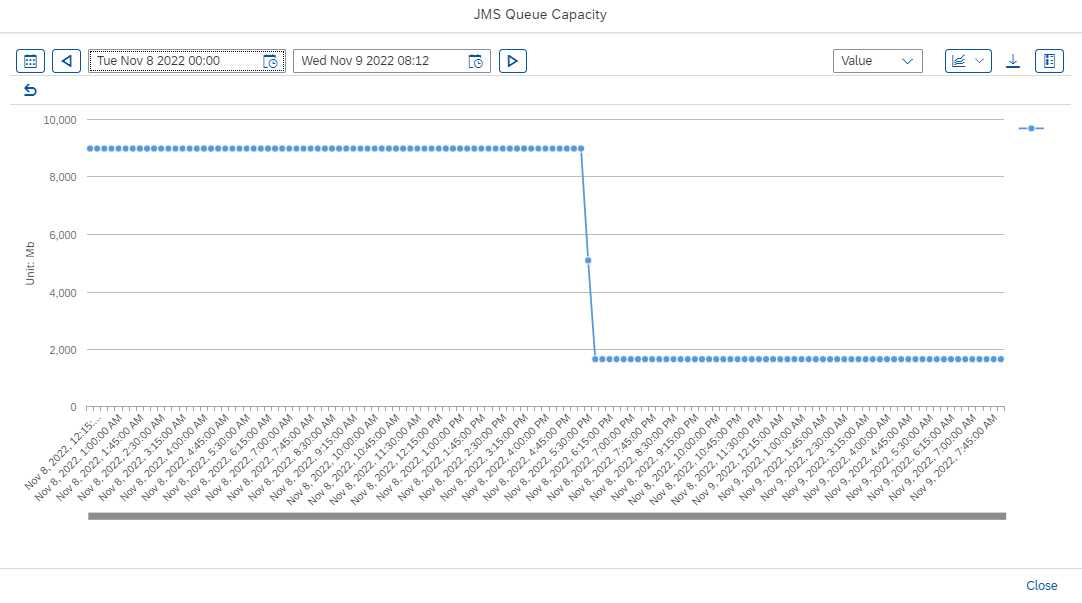 JMS Queue Capacity
Tue Nov 8 2022 00:00
Wed Nov 9 2022 08:12
Value
10,000
8,000
6,000
4,000
2,000
0
Unit: Mb
Nov 8, 2022, 12:15:...
Nov 8, 2022, 1:00:00 AM
Nov 8, 2022, 1:45:00 AM
Nov 8, 2022, 2:30:00 AM
Nov 8, 2022, 3:15:00 AM
Nov 8, 2022, 4:00:00 AM
Nov 8, 2022, 4:45:00 AM
Nov 8, 2022, 5:30:00 AM
Nov 8, 2022, 6:15:00 AM
Nov 8, 2022, 7:00:00 AM
Nov 8, 2022, 7:45:00 AM
Nov 8, 2022, 8:30:00 AM
Nov 8, 2022, 9:15:00 AM
Nov 8, 2022, 10:00:00 AM
Nov 8, 2022, 10:45:00 AM
Nov 8, 2022, 11:30:00 AM
Nov 8, 2022, 12:15:00 PM
Nov 8, 2022, 1:00:00 PM
Nov 8, 2022, 1:45:00 PM
Nov 8, 2022, 2:30:00 PM
Nov 8, 2022, 3:15:00 PM
Nov 8, 2022, 4:00:00 PM
Nov 8, 2022, 4:45:00 PM
Nov 8, 2022, 5:30:00 PM
Nov 8, 2022, 6:15:00 PM
Nov 8, 2022, 7:00:00 PM
Nov 8, 2022, 7:45:00 PM
Nov 8, 2022, 8:30:00 PM
Nov 8, 2022, 9:15:00 PM
Nov 8, 2022, 10:00:00 PM
Nov 8, 2022, 10:45:00 PM
Nov 8, 2022, 11:30:00 PM
Nov 9, 2022, 12:15:00 AM
Nov 9, 2022, 1:00:00 AM
Nov 9, 2022, 1:45:00 AM
Nov 9, 2022, 2:30:00 AM
Nov 9, 2022, 3:15:00 AM
Nov 9, 2022, 4:00:00 AM
Nov 9, 2022, 4:45:00 AM
Nov 9, 2022, 5:30:00 AM
Nov 9, 2022, 6:15:00 AM
Nov 9, 2022, 7:00:00 AM
Nov 9, 2022, 7:45:00 AM
Close